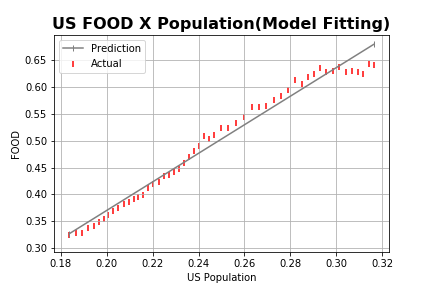 US FOOD X Population(Model Fitting)
Prediction
Actual
FOOD
0.65
0.60
0.55
0.50
0.45
0.40
0.35
0.30
0.18 0.20 0.22 0.24 0.26 0.28 0.30 0.32
US Population